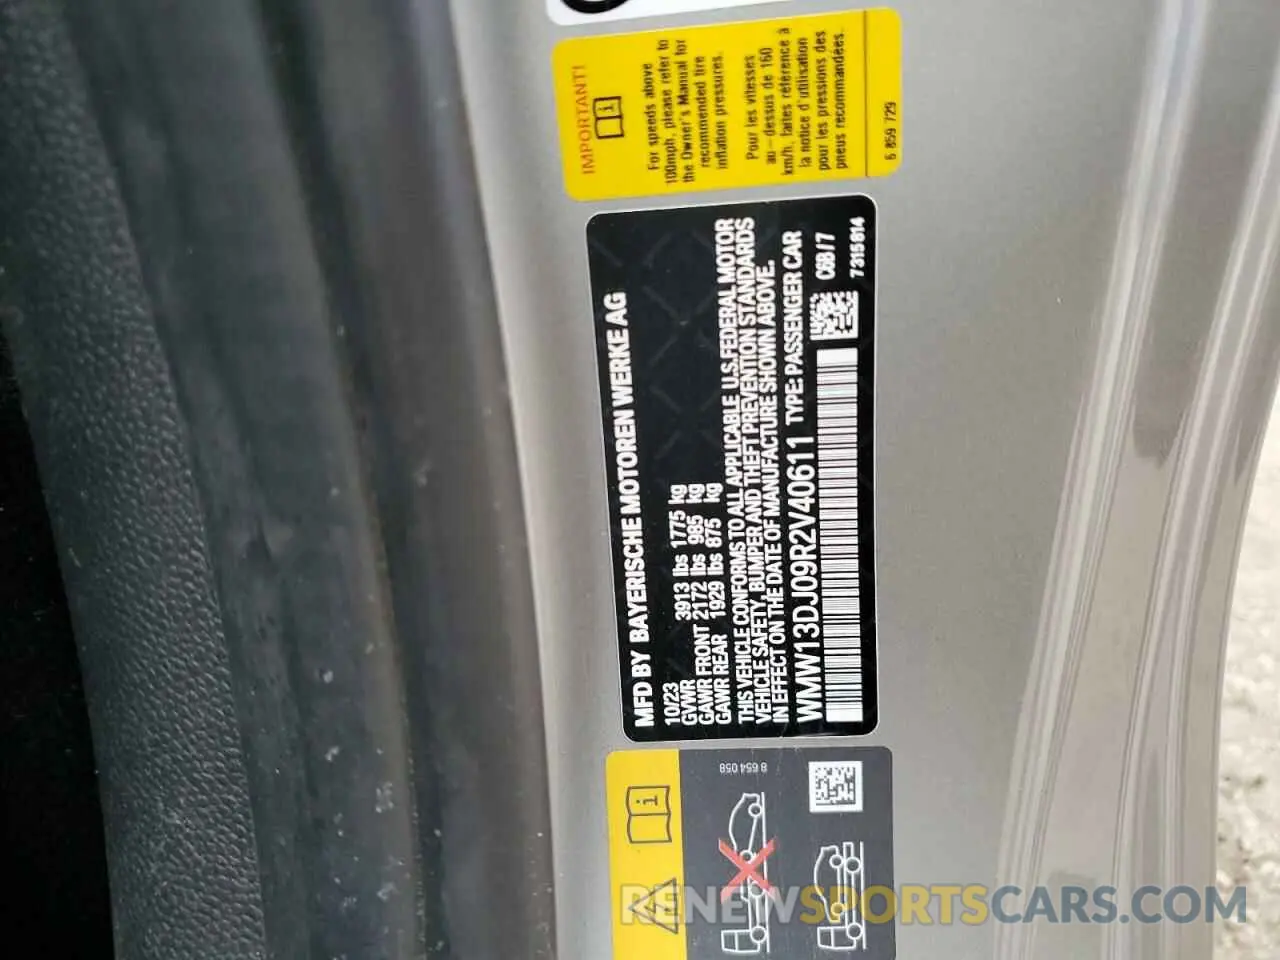 IMPORTANT!
For speeds above
100mph, please refer to
the Owner's Manual for
recommended tire
inflation pressures.
Pour les vitesses
au-dessus de 160
km/h, faites référence à
la notice d'utilisation
pour les pressions des
pneus recommandées.
6 859 729
MFD BY BAYERISCHE MOTOREN WERKE AG
10/23
GVWR 3913 lbs 1775 kg
GAWR FRONT 2172 lbs 985 kg
GAWR REAR 1929 lbs 875 kg
THIS VEHICLE CONFORMS TO ALL APPLICABLE U.S.FEDERAL MOTOR
VEHICLE SAFETY, BUMPER AND THEFT PREVENTION STANDARDS
IN EFFECT ON THE DATE OF MANUFACTURE SHOWN ABOVE.
WMW13DJ09R2V40611 TYPE: PASSENGER CAR
C6B/7
7315814
8 654 058
RENEWSPORTSCARS.COM